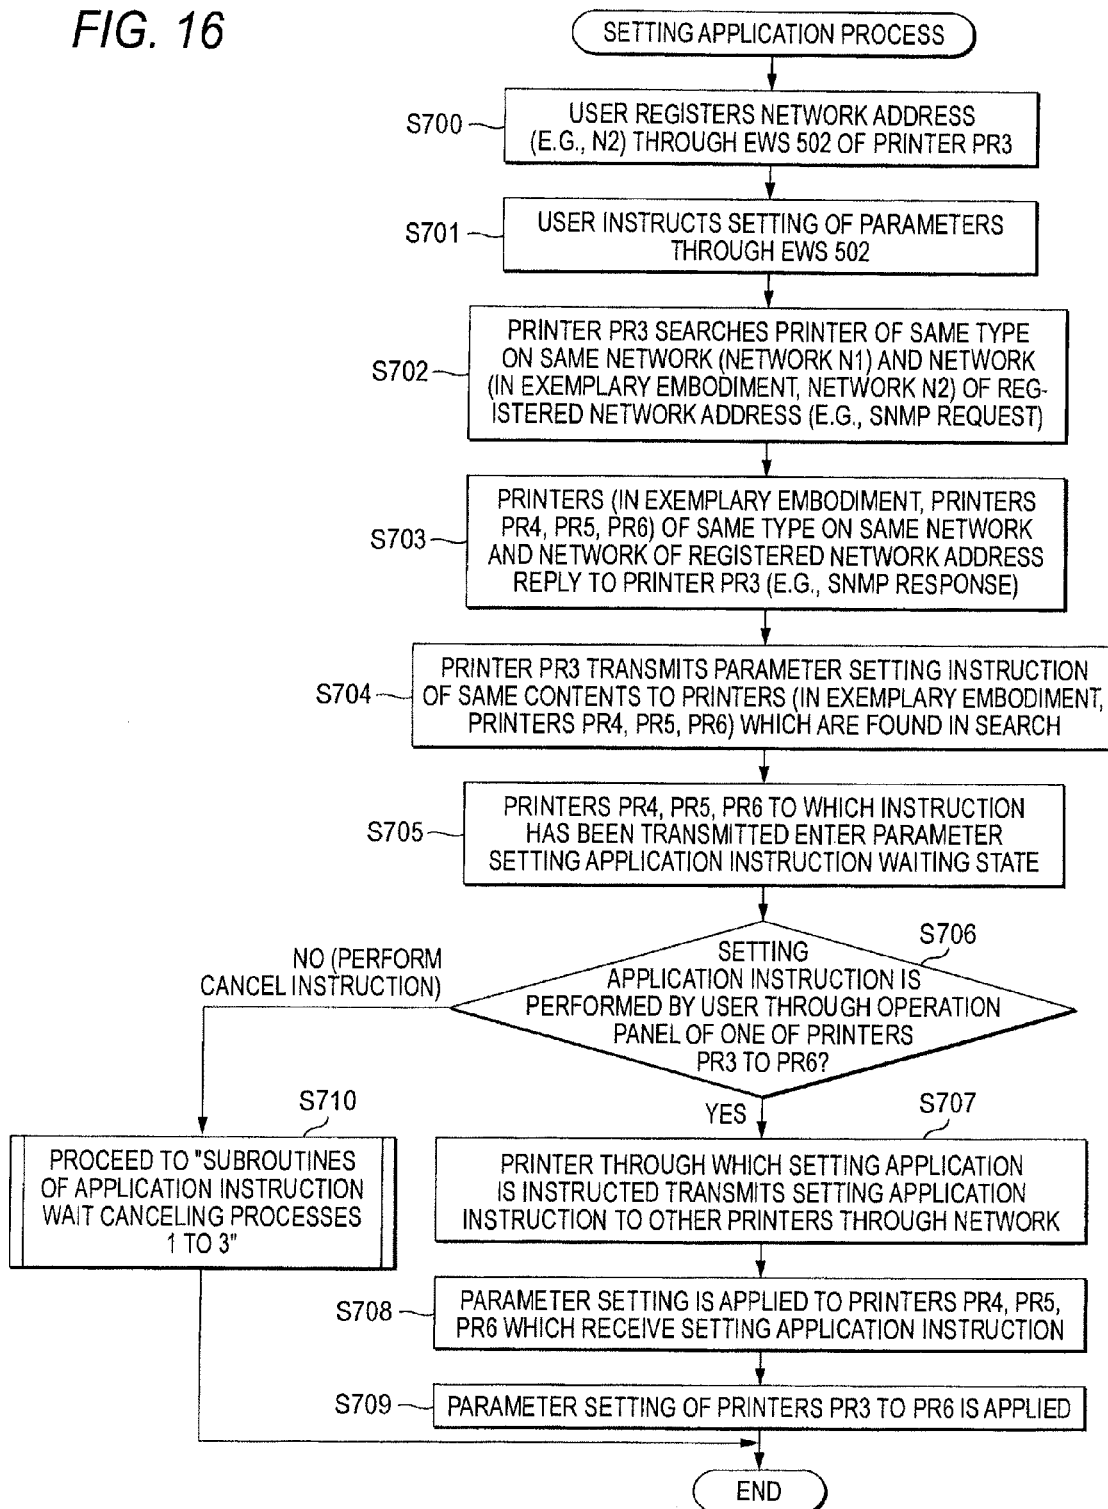 FIG. 16
SETTING APPLICATION PROCESS
S700
USER REGISTERS NETWORK ADDRESS
(E.G., N2) THROUGH EWS 502 OF PRINTER PR3
S701
USER INSTRUCTS SETTING OF PARAMETERS
THROUGH EWS 502
S702
PRINTER PR3 SEARCHES PRINTER OF SAME TYPE
ON SAME NETWORK (NETWORK N1) AND NETWORK
(IN EXEMPLARY EMBODIMENT, NETWORK N2) OF REG-
ISTERED NETWORK ADDRESS (E.G., SNMP REQUEST)
S703
PRINTERS (IN EXEMPLARY EMBODIMENT, PRINTERS
PR4, PR5, PR6) OF SAME TYPE ON SAME NETWORK
AND NETWORK OF REGISTERED NETWORK ADDRESS
REPLY TO PRINTER PR3 (E.G., SNMP RESPONSE)
S704
PRINTER PR3 TRANSMITS PARAMETER SETTING INSTRUCTION
OF SAME CONTENTS TO PRINTERS (IN EXEMPLARY EMBODIMENT,
PRINTERS PR4, PR5, PR6) WHICH ARE FOUND IN SEARCH
S705
PRINTERS PR4, PR5, PR6 TO WHICH INSTRUCTION
HAS BEEN TRANSMITTED ENTER PARAMETER
SETTING APPLICATION INSTRUCTION WAITING STATE
S706
SETTING
APPLICATION INSTRUCTION IS
PERFORMED BY USER THROUGH OPERATION
PANEL OF ONE OF PRINTERS
PR3 TO PR6?
NO (PERFORM
CANCEL INSTRUCTION)
YES
S710
PROCEED TO "SUBROUTINES
OF APPLICATION INSTRUCTION
WAIT CANCELING PROCESSES
1 TO 3"
S707
PRINTER THROUGH WHICH SETTING APPLICATION
IS INSTRUCTED TRANSMITS SETTING APPLICATION
INSTRUCTION TO OTHER PRINTERS THROUGH NETWORK
S708
PARAMETER SETTING IS APPLIED TO PRINTERS PR4, PR5,
PR6 WHICH RECEIVE SETTING APPLICATION INSTRUCTION
S709
PARAMETER SETTING OF PRINTERS PR3 TO PR6 IS APPLIED
END